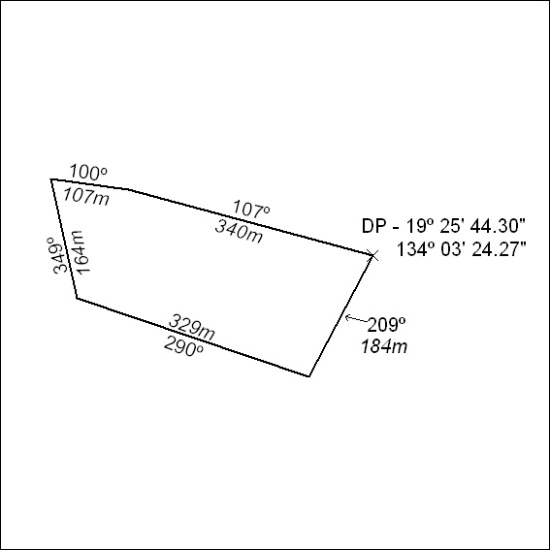 100º
107m
107º
340m
DP - 19º 25' 44.30"
134º 03' 24.27"
349º
164m
329m
290º
209º
184m